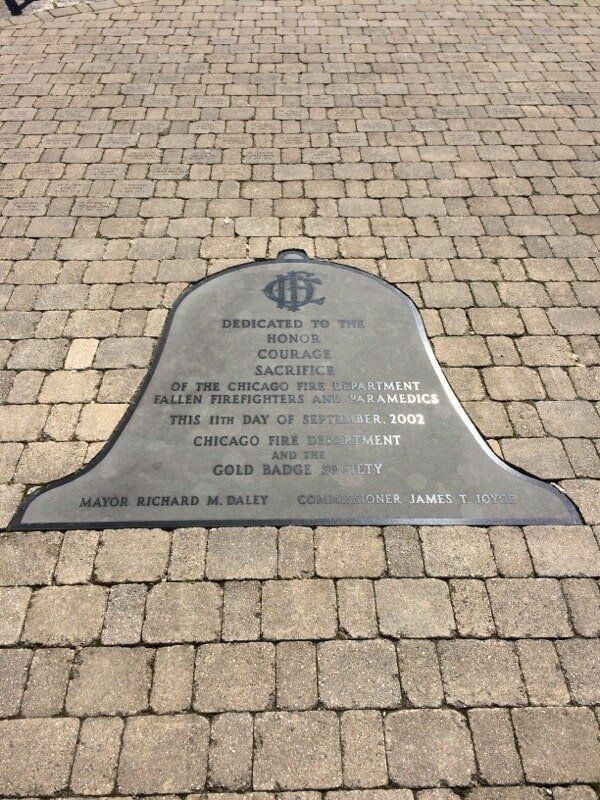 CFD
DEDICATED TO THE
HONOR
COURAGE
SACRIFICE
OF THE CHICAGO FIRE DEPARTMENT
FALLEN FIREFIGHTERS AND PARAMEDICS
THIS 11TH DAY OF SEPTEMBER, 2002
CHICAGO FIRE DEPARTMENT
AND THE
GOLD BADGE SOCIETY
MAYOR RICHARD M. DALEY COMMISSIONER JAMES T. JOYCE